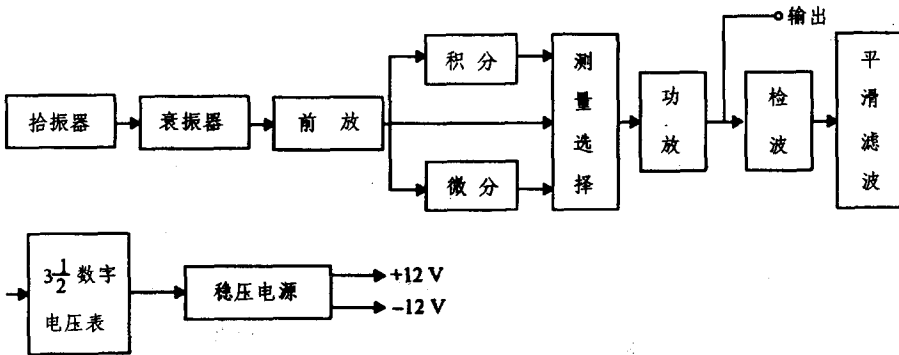 拾振器
衰振器
前放
积分
微分
测量选择
功放
输出
检波
平滑滤波
3 1/2 数字
电压表
稳压电源
+12 V
−12 V